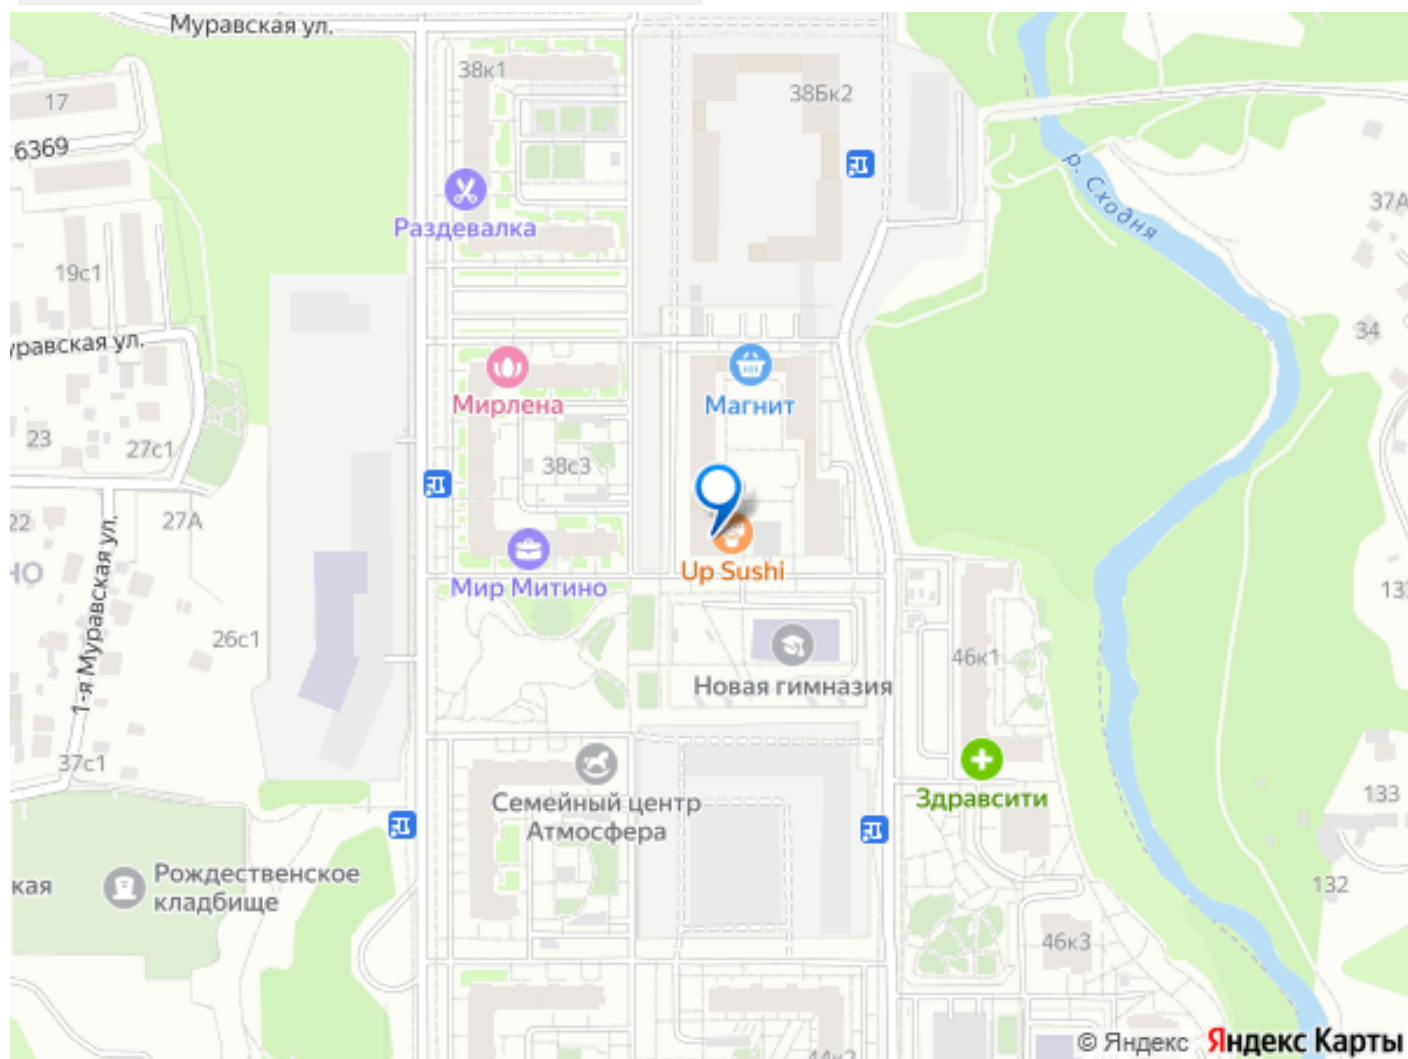 Муравская ул.
38к1
17
38Бк2
6369
р. Сходня
37А
Раздевалка
19с1
34
уравская ул.
Мирлена
Магнит
23
27с1
38с3
22
27А
Up Sushi
Мир Митино
НО
1-я Муравская ул.
26с1
46к1
Новая гимназия
37с1
133
Здравсити
Семейный центр
Атмосфера
Рождественское
кладбище
кая
132
46к3
44к2
© Яндекс Яндекс Карты